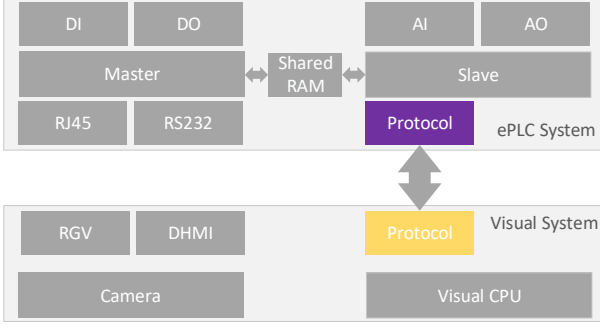 DI
DO
AI
AO
Master
Shared
RAM
Slave
RJ45
RS232
Protocol
ePLC System
RGV
DHMI
Protocol
Visual System
Camera
Visual CPU